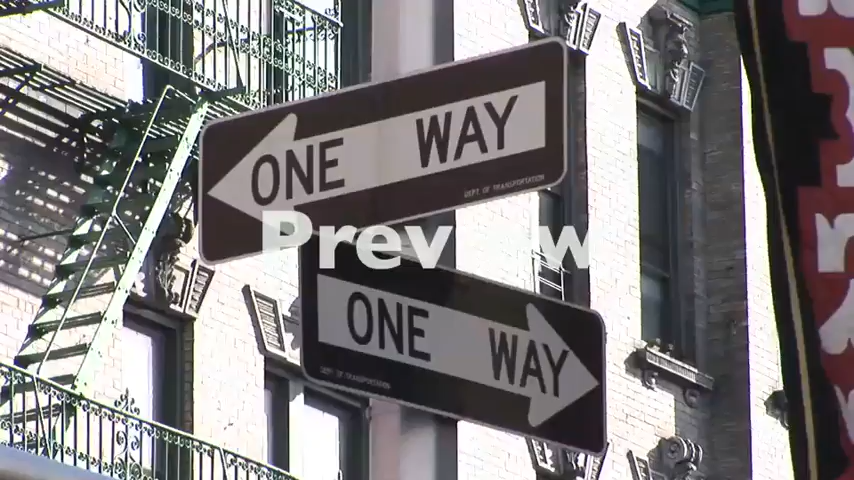 ONE WAY
DEPT OF TRANSPORTATION
Preview
ONE WAY
DEPT OF TRANSPORTATION